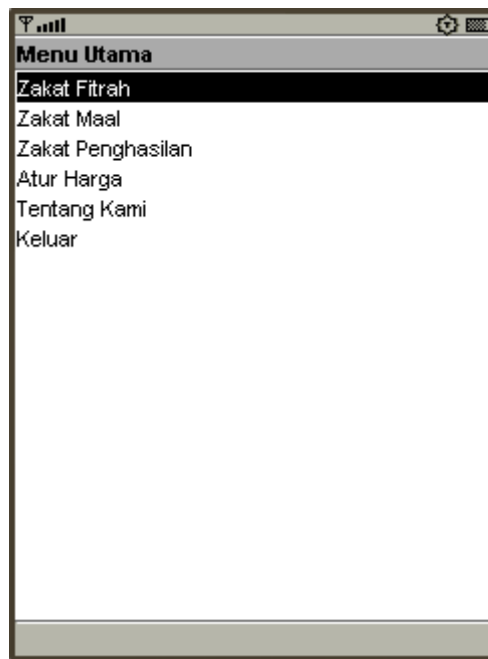 Menu Utama
Zakat Fitrah
Zakat Maal
Zakat Penghasilan
Atur Harga
Tentang Kami
Keluar